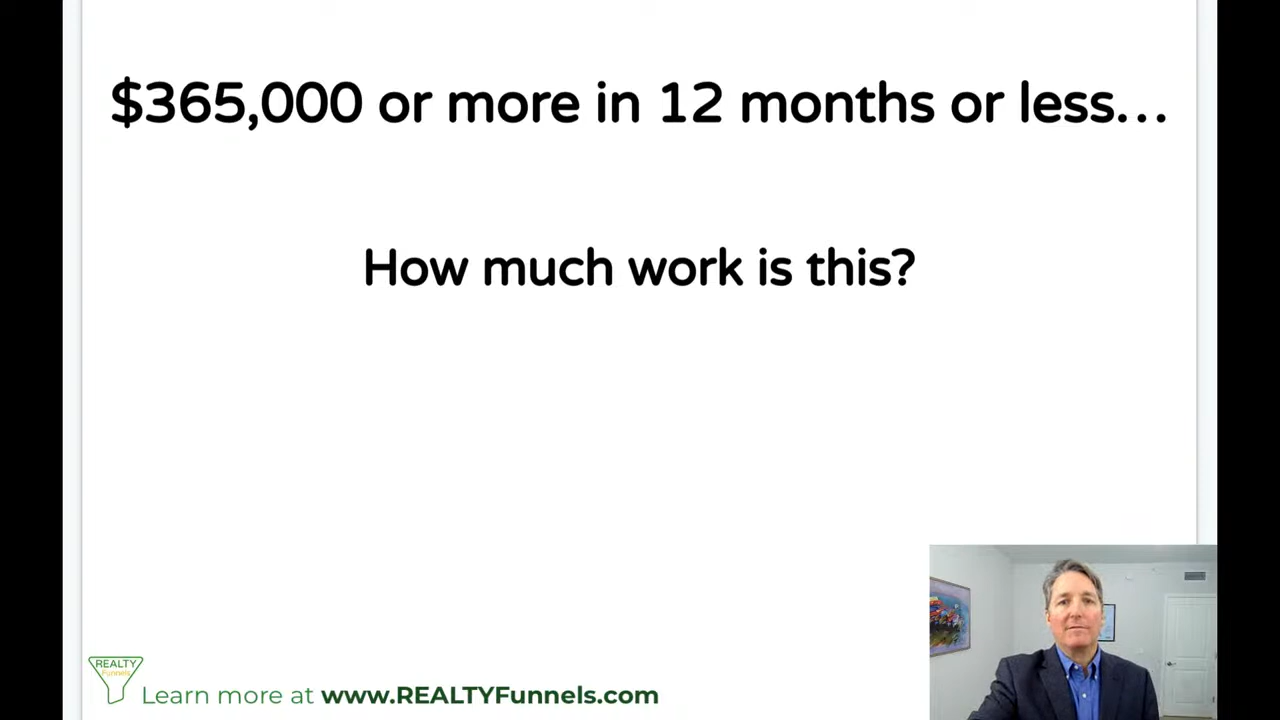 $365,000 or more in 12 months or less...
How much work is this?
REALTY
Funnels
Learn more at www.REALTYFunnels.com